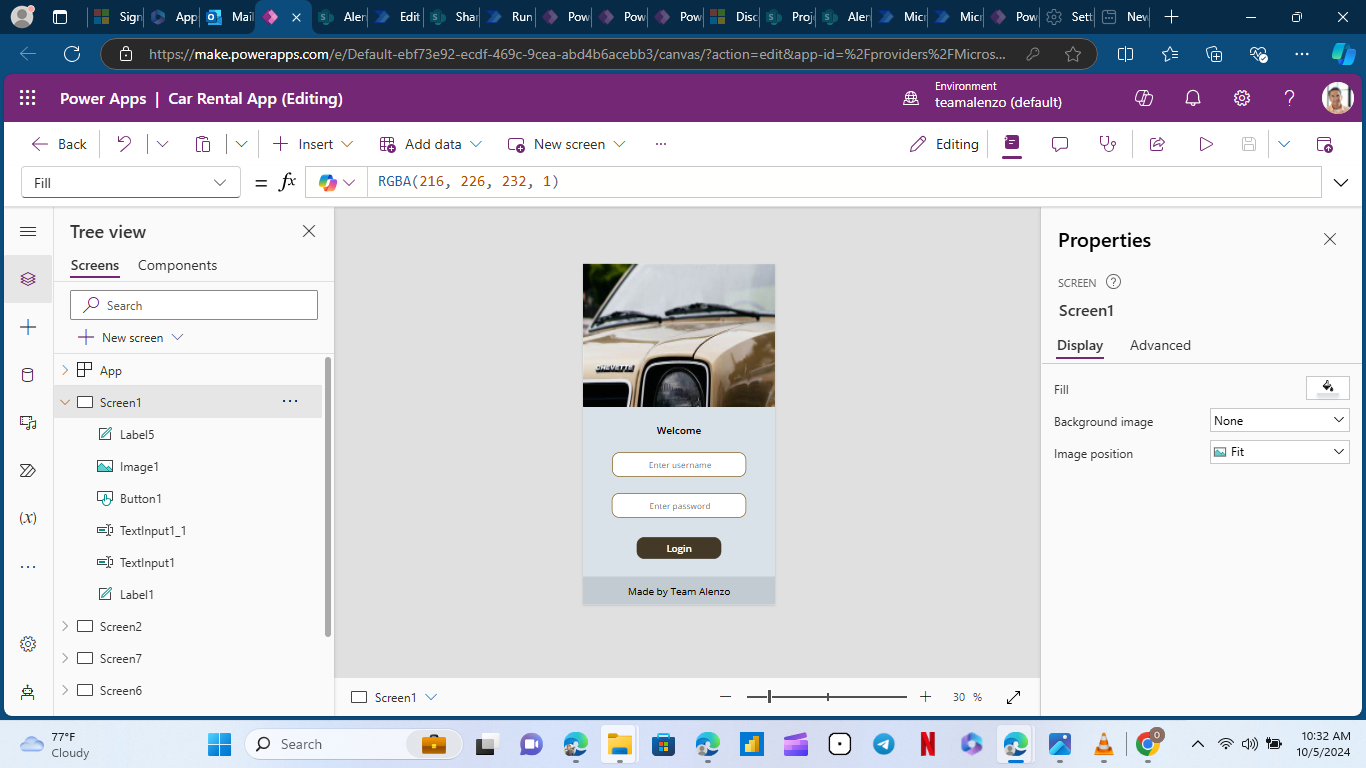 Sign
App
Mail
Aler
Edit
Shar
Run
Pow
Pow
Pow
Disc
Proj
Aler
Micr
Micr
Pow
Sett
New
https://make.powerapps.com/e/Default-ebf73e92-ecdf-469c-9cea-abd4b6acebb3/canvas/?action=edit&app-id=%2Fproviders%2FMicros...
Power Apps | Car Rental App (Editing)
Environment
teamalenzo (default)
Back
Insert
Add data
New screen
Editing
Fill
= fx
RGBA(216, 226, 232, 1)
Tree view
Screens Components
Search
New screen
App
Screen1
Label5
Image1
Button1
TextInput1_1
TextInput1
Label1
Screen2
Screen7
Screen6
CHEVETTE
Welcome
Enter username
Enter password
Login
Made by Team Alenzo
Screen1
30 %
Properties
SCREEN
Screen1
Display Advanced
Fill
Background image None
Image position Fit
77°F
Cloudy
Search
0
10:32 AM
10/5/2024